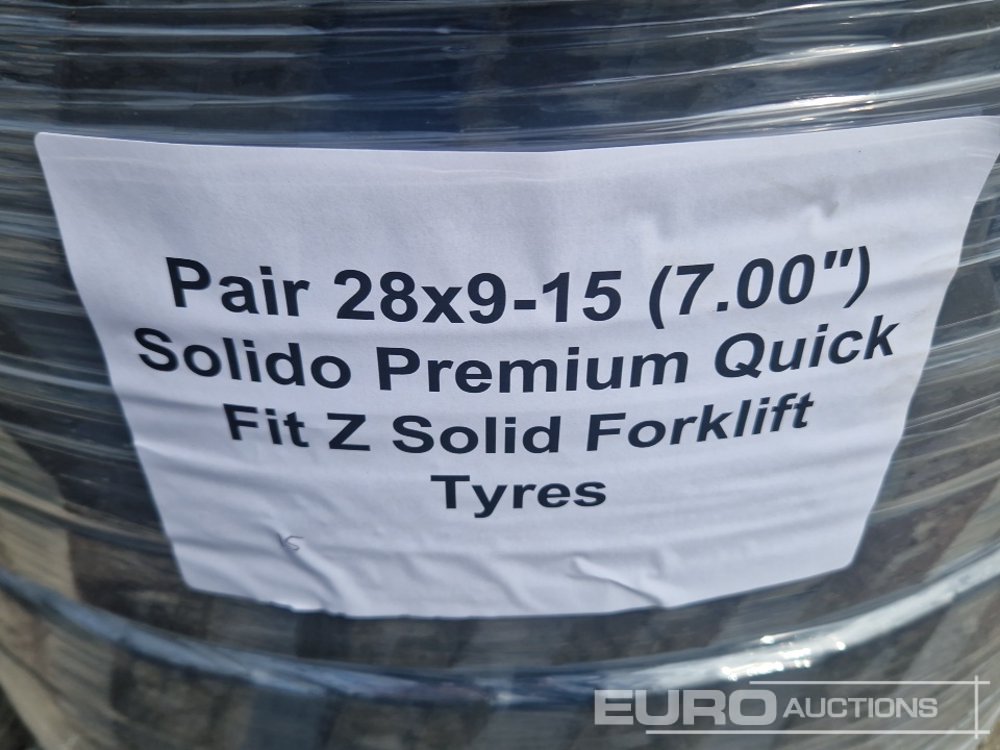 Pair 28x9-15 (7.00")
Solido Premium Quick
Fit Z Solid Forklift
Tyres
EURO AUCTIONS